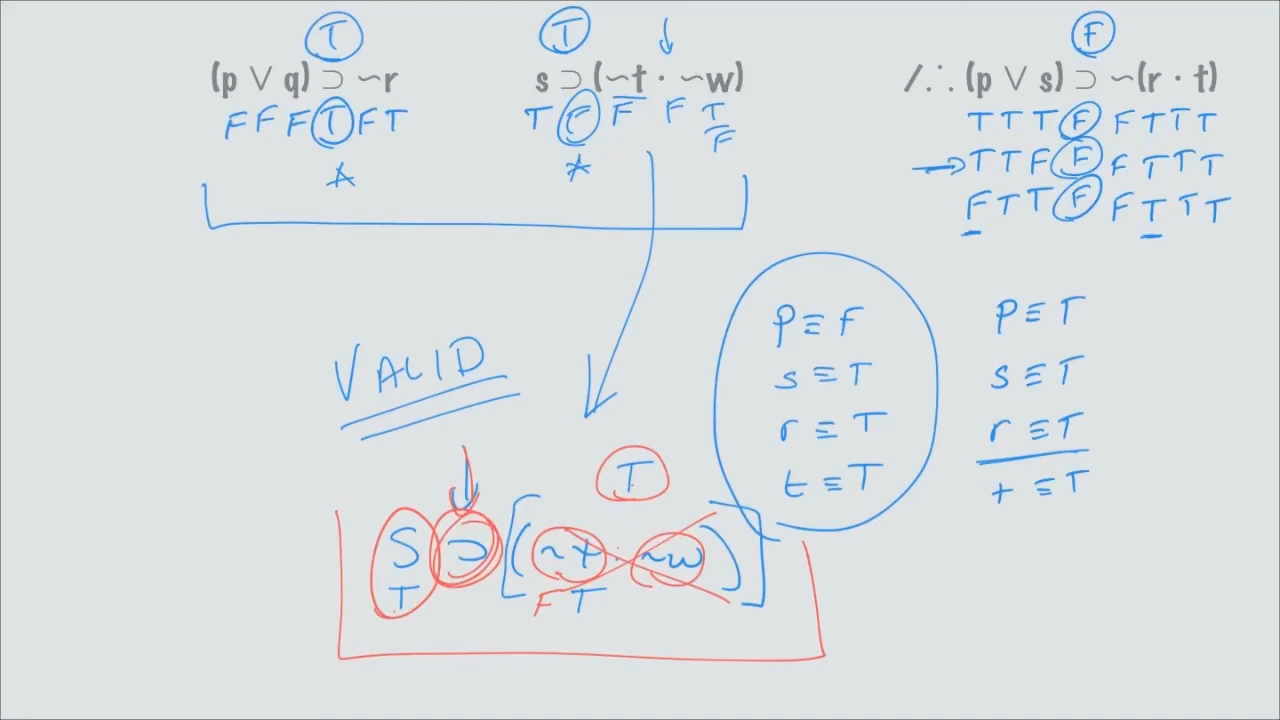 T T ↓ F
(p ∨ q) ⊃ ~r s ⊃ (~t · ~w) /∴ (p ∨ s) ⊃ ~(r · t)
F F F T F T T F F F T T T T F F T T T
F → T T F F F T T T
F T T F F T T T
p ≡ F p ≡ T
VALID s ≡ T s ≡ T
r ≡ T r ≡ T
T t ≡ T t ≡ T
S ⊃ [(~t · ~w)]
T F T